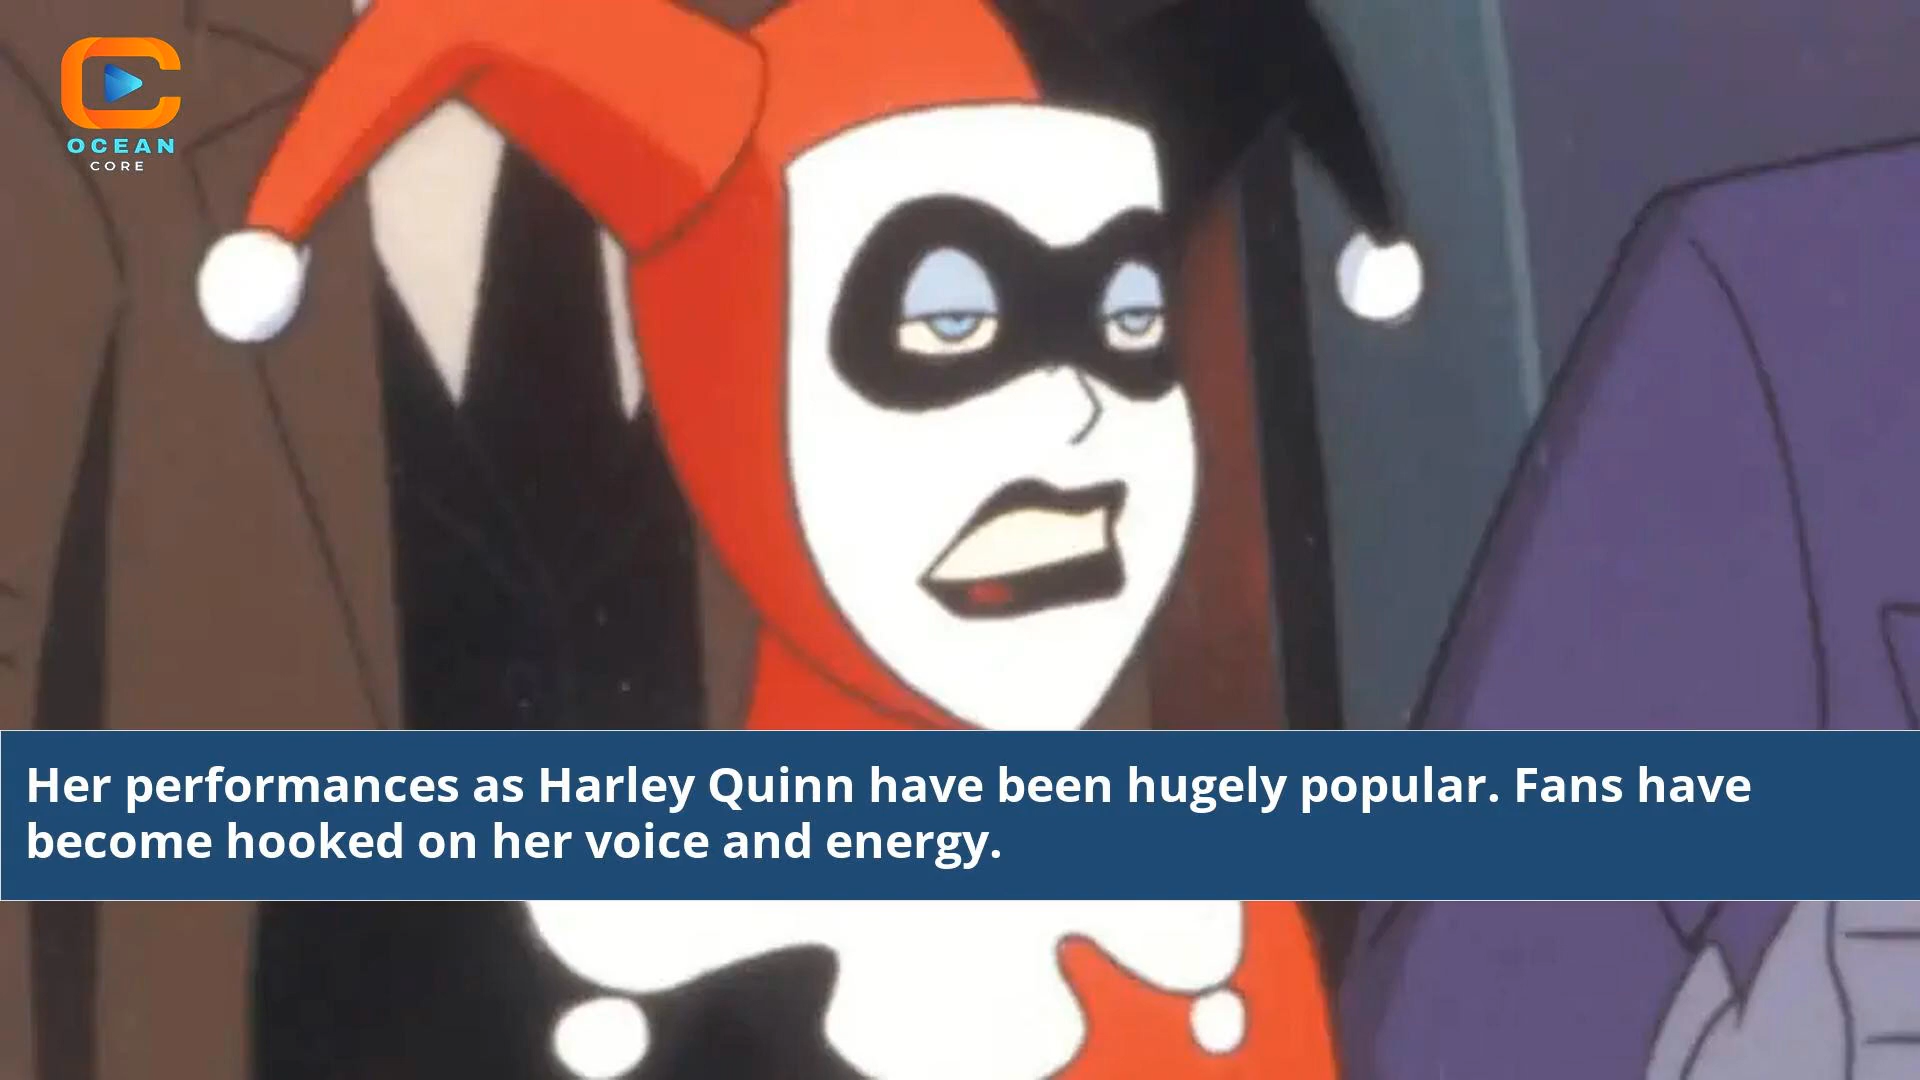 OCEAN
CORE
Her performances as Harley Quinn have been hugely popular. Fans have
become hooked on her voice and energy.